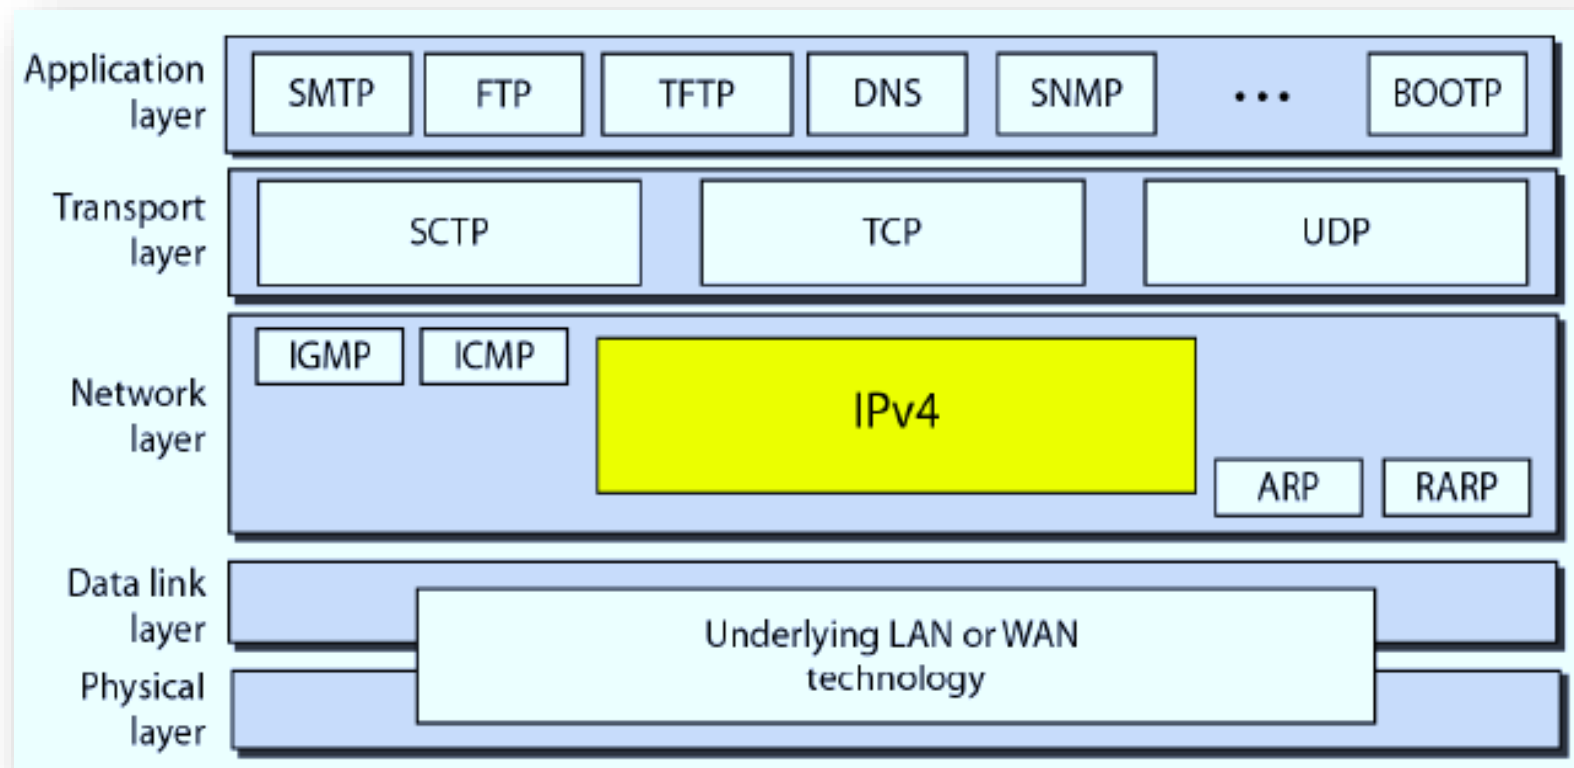 Application
layer
SMTP FTP TFTP DNS SNMP ... BOOTP
Transport
layer
SCTP TCP UDP
Network
layer
IGMP ICMP IPv4 ARP RARP
Data link
layer
Underlying LAN or WAN
technology
Physical
layer